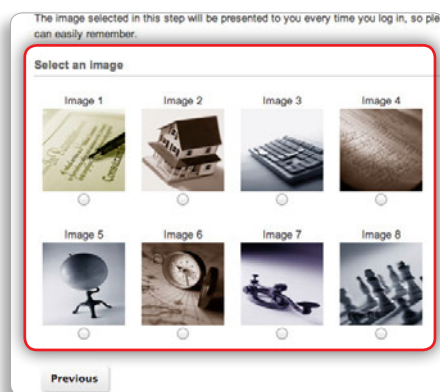 The image selected in this step will be presented to you every time you log in, so
can easily remember.
Select an image
Image 1 Image 2 Image 3 Image 4
Image 5 Image 6 Image 7 Image 8
Previous